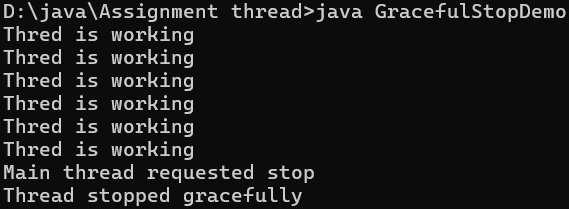 D:\java\Assignment thread>java GracefulStopDemo
Thred is working
Thred is working
Thred is working
Thred is working
Thred is working
Thred is working
Main thread requested stop
Thread stopped gracefully